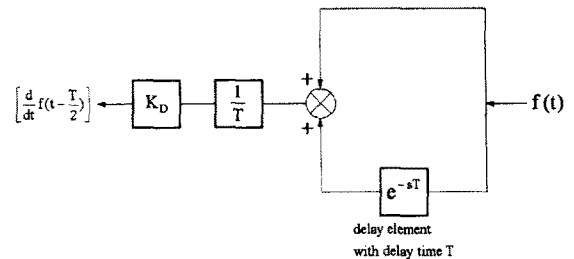 [d/dt f(t-T/2)]
K_D
1/T
+
+
f(t)
e^{-sT}
delay element
with delay time T